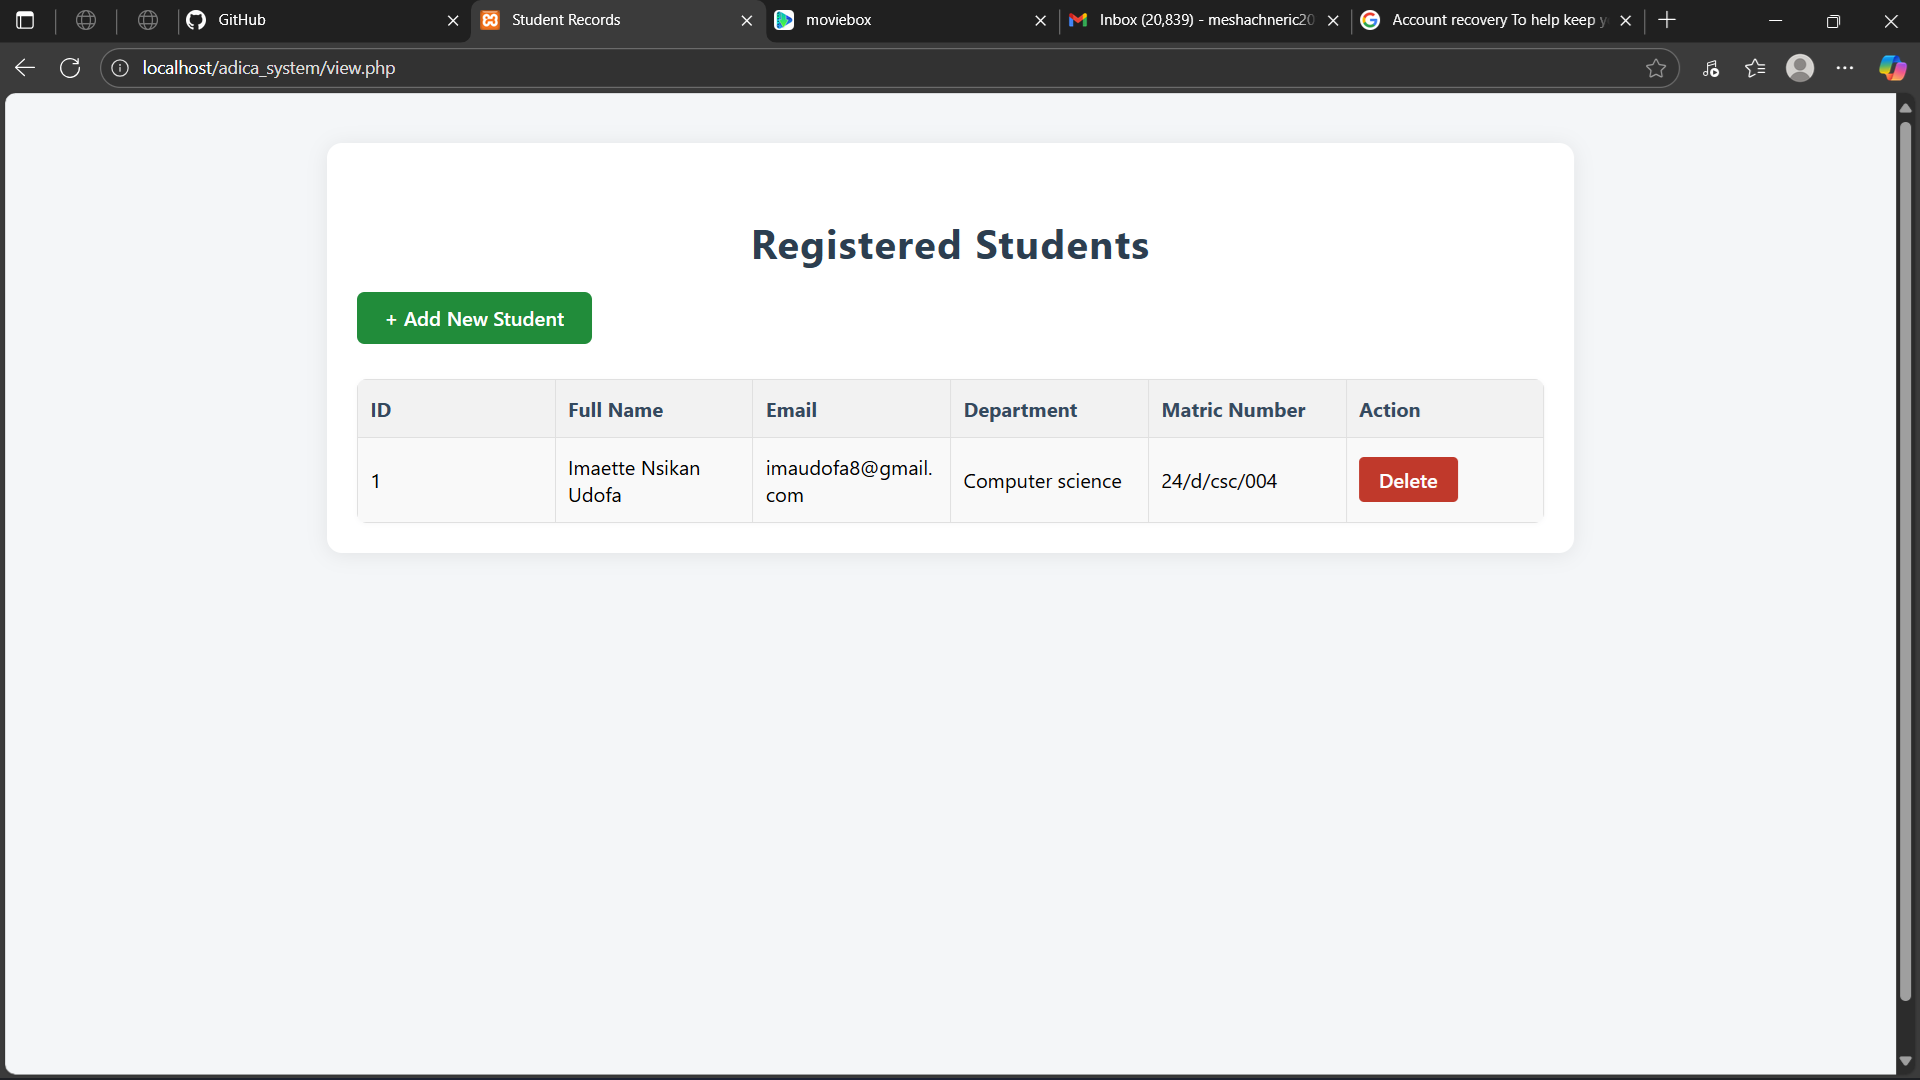 GitHub
Student Records
moviebox
Inbox (20,839) - meshachneric20
Account recovery To help keep y
localhost/adica_system/view.php
Registered Students
+ Add New Student
ID Full Name Email Department Matric Number Action
1 Imaette Nsikan Udofa imaudofa8@gmail.com Computer science 24/d/csc/004 Delete